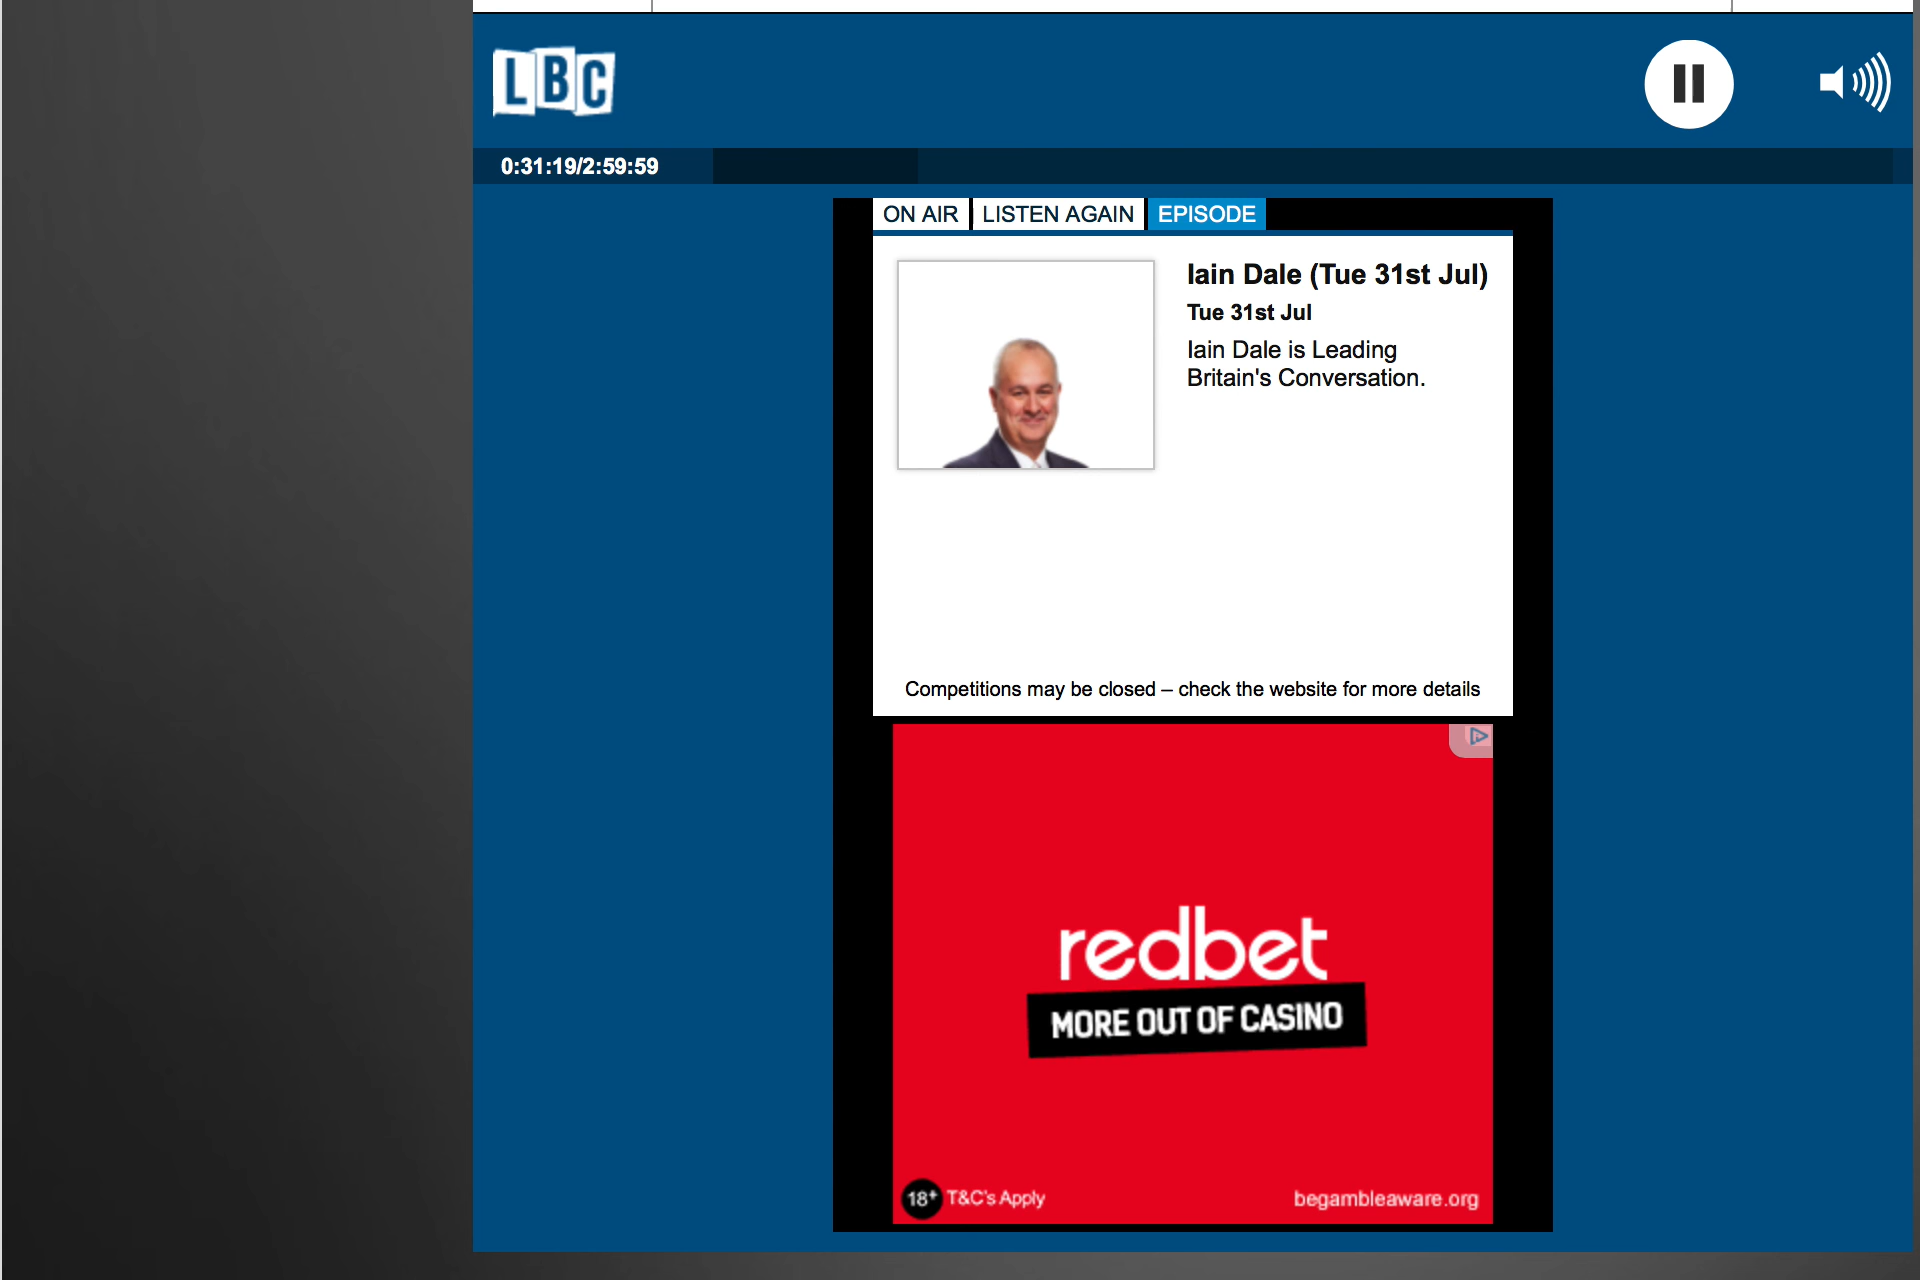 LBC
0:31:19/2:59:59
ON AIR LISTEN AGAIN EPISODE
Iain Dale (Tue 31st Jul)
Tue 31st Jul
Iain Dale is Leading
Britain's Conversation.
Competitions may be closed – check the website for more details
redbet
MORE OUT OF CASINO
18+ T&C's Apply begambleaware.org